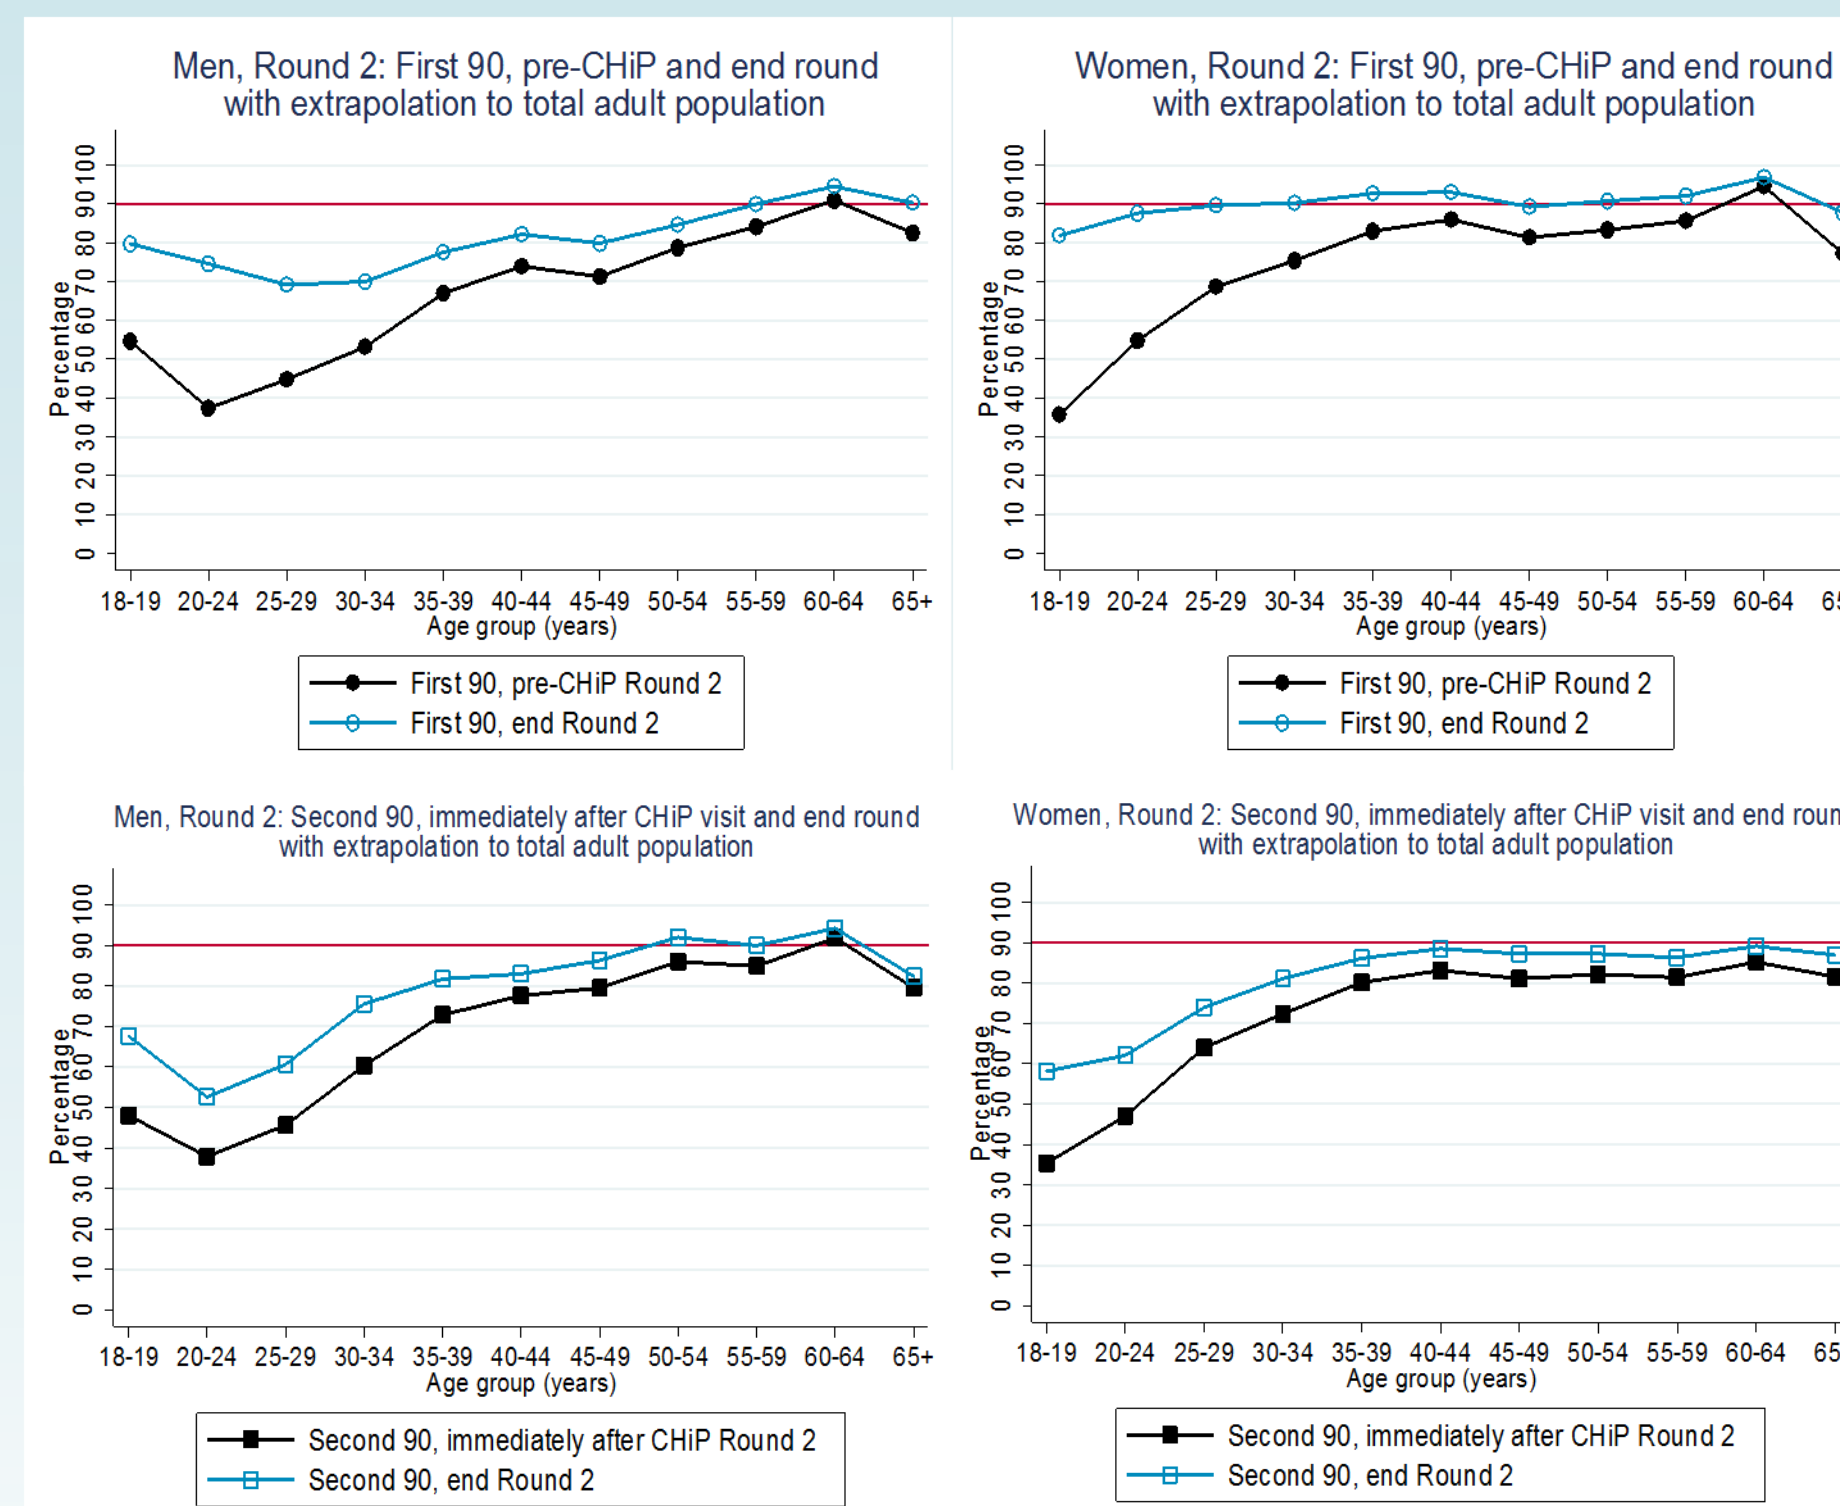 Men, Round 2: First 90, pre-CHiP and end round
with extrapolation to total adult population
Percentage
100
90
80
70
60
50
40
30
20
10
0
18-19 20-24 25-29 30-34 35-39 40-44 45-49 50-54 55-59 60-64 65+
Age group (years)
First 90, pre-CHiP Round 2
First 90, end Round 2
Women, Round 2: First 90, pre-CHiP and end round
with extrapolation to total adult population
Percentage
100
90
80
70
60
50
40
30
20
10
0
18-19 20-24 25-29 30-34 35-39 40-44 45-49 50-54 55-59 60-64
Age group (years)
First 90, pre-CHiP Round 2
First 90, end Round 2
Men, Round 2: Second 90, immediately after CHiP visit and end round
with extrapolation to total adult population
Percentage
100
90
80
70
60
50
40
30
20
10
0
18-19 20-24 25-29 30-34 35-39 40-44 45-49 50-54 55-59 60-64 65+
Age group (years)
Second 90, immediately after CHiP Round 2
Second 90, end Round 2
Women, Round 2: Second 90, immediately after CHiP visit and end roun
with extrapolation to total adult population
Percentage
100
90
80
70
60
50
40
30
20
10
0
18-19 20-24 25-29 30-34 35-39 40-44 45-49 50-54 55-59 60-64 65
Age group (years)
Second 90, immediately after CHiP Round 2
Second 90, end Round 2